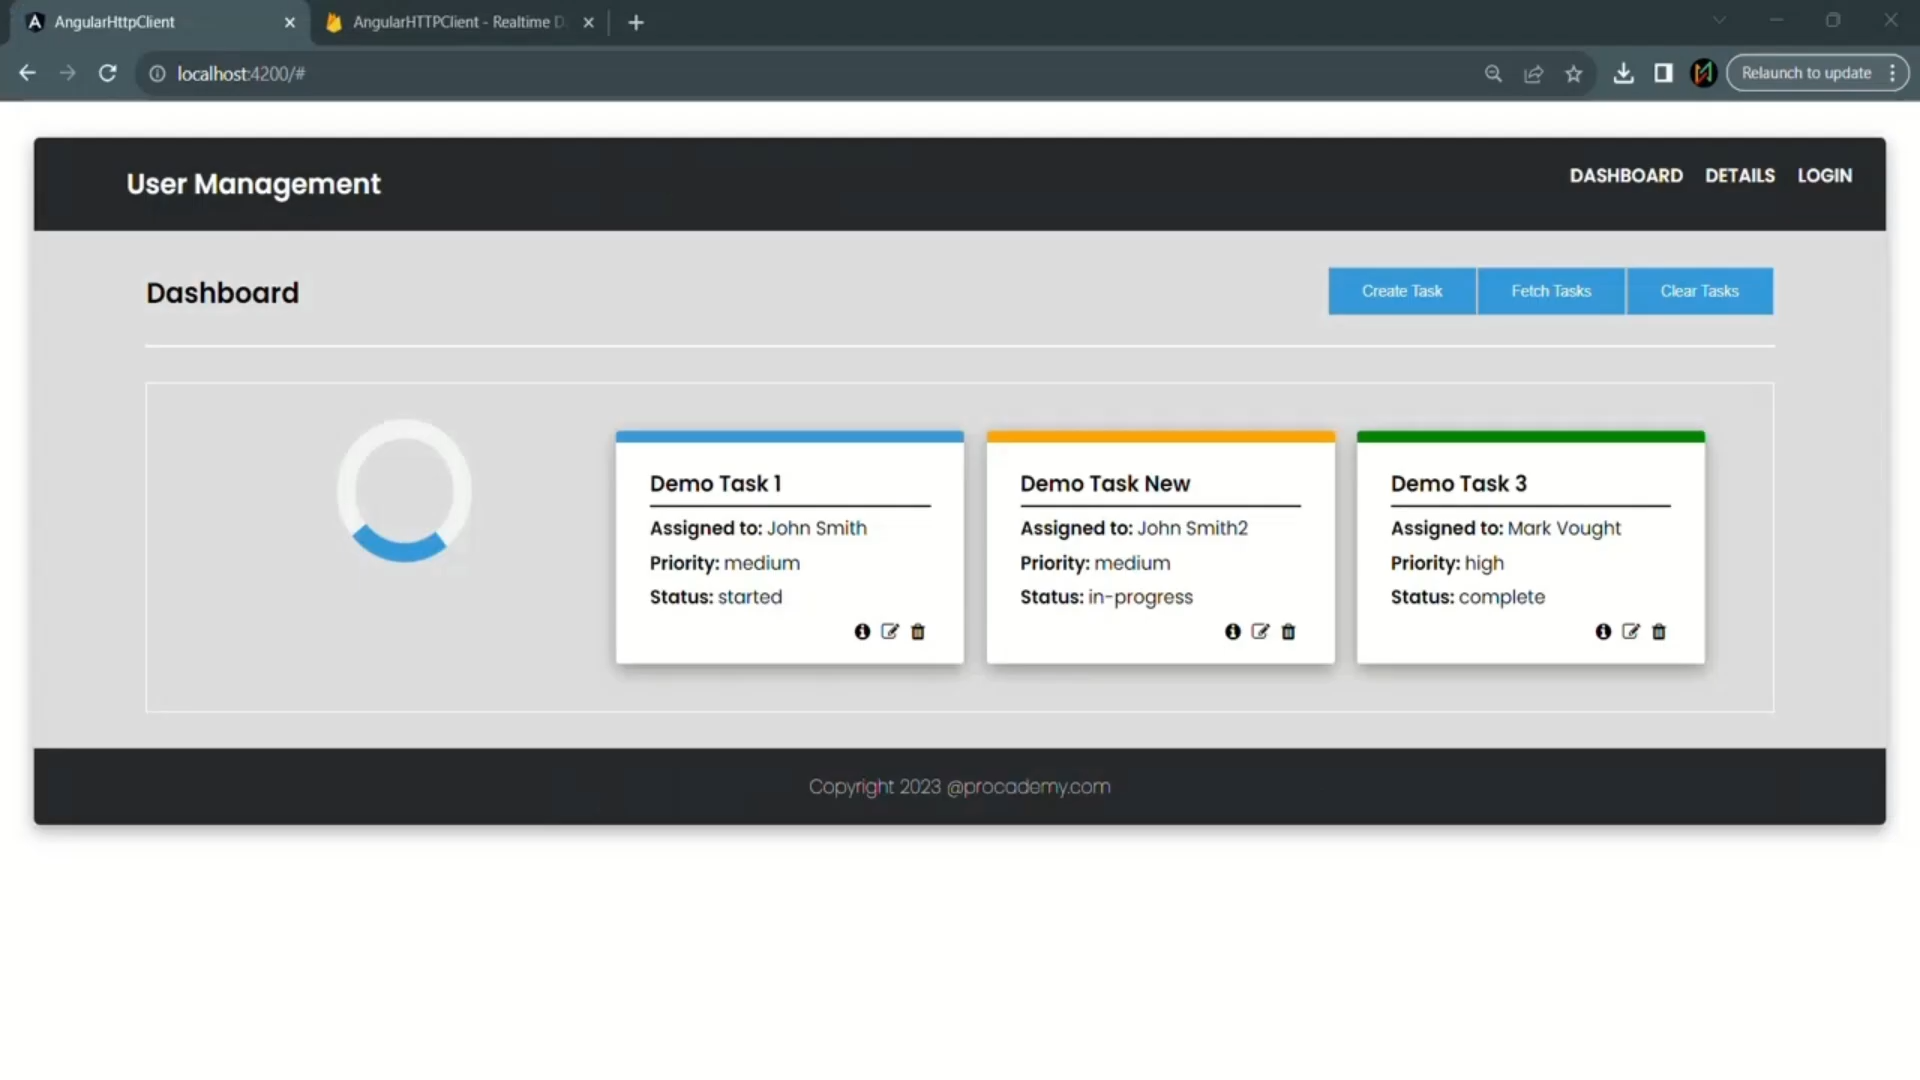 AngularHttpClient
AngularHTTPClient - Realtime D
localhost:4200/#
Relaunch to update
User Management
DASHBOARD DETAILS LOGIN
Dashboard
Create Task Fetch Tasks Clear Tasks
Demo Task 1
Assigned to: John Smith
Priority: medium
Status: started
Demo Task New
Assigned to: John Smith2
Priority: medium
Status: in-progress
Demo Task 3
Assigned to: Mark Vought
Priority: high
Status: complete
Copyright 2023 @procademy.com